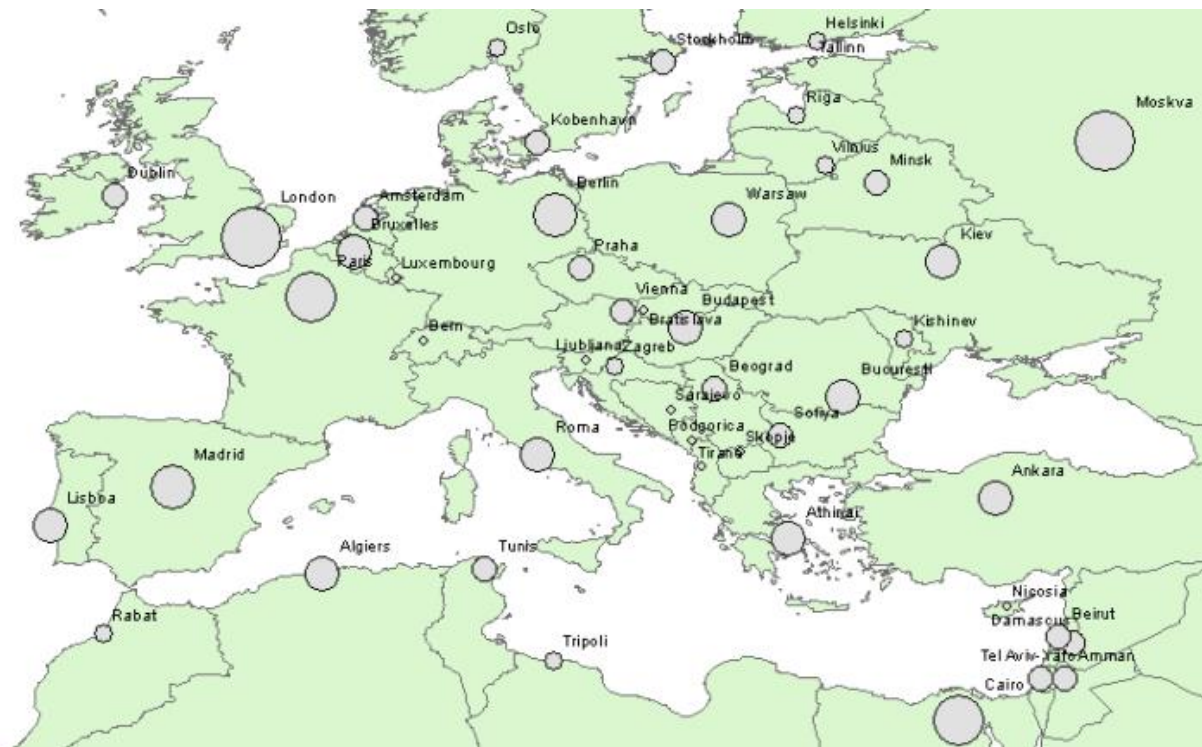 Helsinki
Oslo
Stockholm
Tallinn
Moskva
Riga
Kobenhavn
Vilnius
Minsk
Dublin
Berlin
London
Amsterdam
Warsaw
Bruxelles
Kiev
Praha
Paris
Luxembourg
Vienna
Budapest
Bratislava
Bern
Kishinev
Ljubljana
Zagreb
Beograd
Bucuresti
Sarajevo
Sofiya
Podgorica
Roma
Skopje
Tirane
Madrid
Ankara
Lisboa
Athinai
Algiers
Tunis
Nicosia
Rabat
Damascus
Beirut
Tripoli
Tel Aviv-Yafo
Amman
Cairo